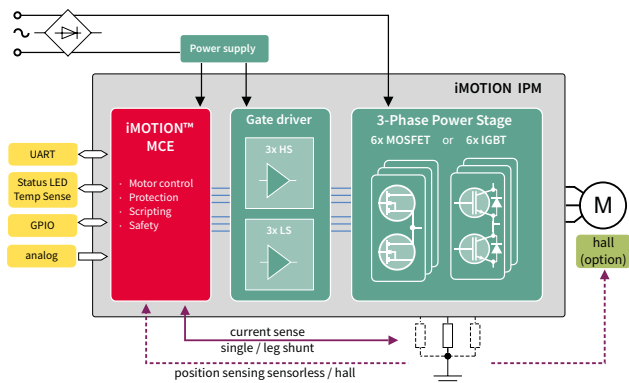 Power supply
iMOTION IPM
iMOTION™
MCE
· Motor control
· Protection
· Scripting
· Safety
Gate driver
3x HS
3x LS
3-Phase Power Stage
6x MOSFET or 6x IGBT
UART
Status LED
Temp Sense
GPIO
analog
M
hall
(option)
current sense
single / leg shunt
position sensing sensorless / hall